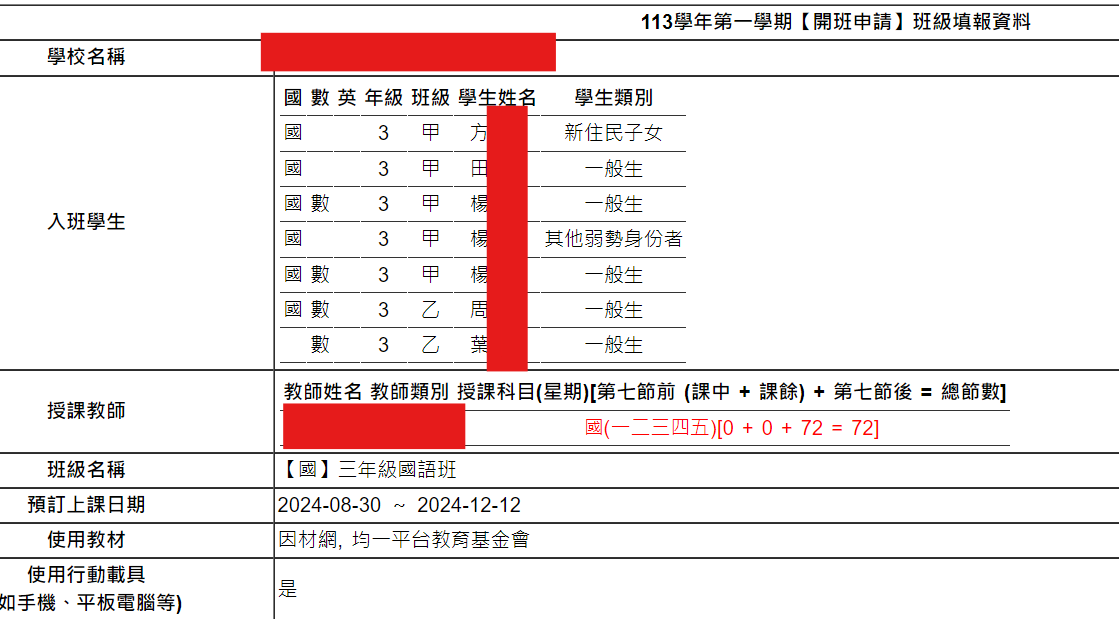 113學年第一學期【開班申請】班級填報資料
學校名稱
入班學生
國 數 英 年級 班級 學生姓名 學生類別
國 3 甲 方 新住民子女
國 3 甲 田 一般生
國 數 3 甲 楊 一般生
國 3 甲 楊 其他弱勢身份者
國 數 3 甲 楊 一般生
國 數 3 乙 周 一般生
數 3 乙 葉 一般生
授課教師
教師姓名 教師類別 授課科目(星期)[第七節前 (課中 + 課餘) + 第七節後 = 總節數]
國(一二三四五)[0 + 0 + 72 = 72]
班級名稱 【國】三年級國語班
預訂上課日期 2024-08-30 ~ 2024-12-12
使用教材 因材網, 均一平台教育基金會
使用行動載具
如手機、平板電腦等) 是